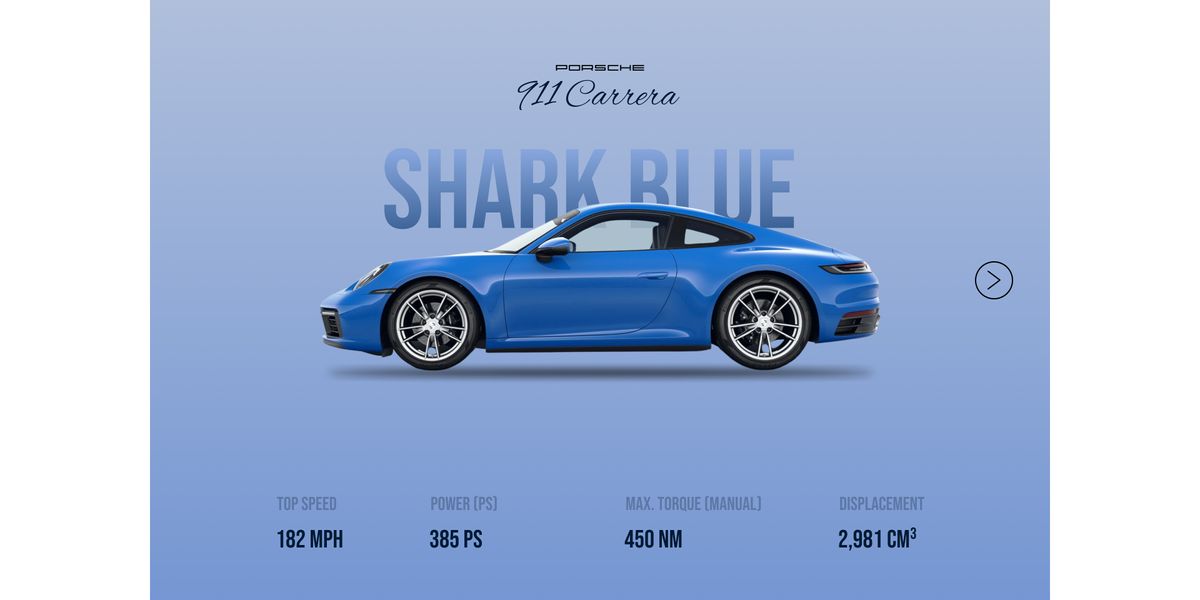 PORSCHE
911 Carrera
SHARK BLUE
TOP SPEED
182 MPH
POWER (PS)
385 PS
MAX. TORQUE (MANUAL)
450 NM
DISPLACEMENT
2,981 CM³